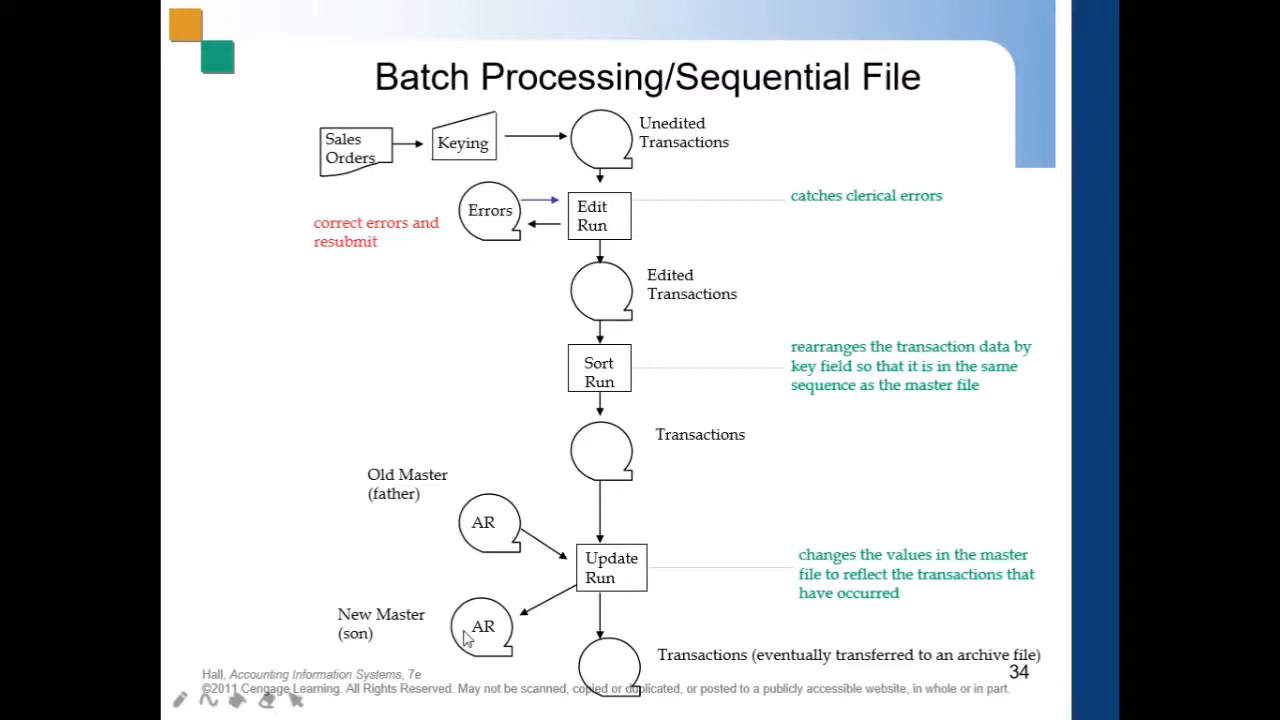 Batch Processing/Sequential File
Sales
Orders
Keying
Unedited
Transactions
Errors
Edit
Run
catches clerical errors
correct errors and
resubmit
Edited
Transactions
Sort
Run
rearranges the transaction data by
key field so that it is in the same
sequence as the master file
Transactions
Old Master
(father)
AR
Update
Run
changes the values in the master
file to reflect the transactions that
have occurred
New Master
(son)
AR
Transactions (eventually transferred to an archive file)
Hall, Accounting Information Systems, 7e
©2011 Cengage Learning. All Rights Reserved. May not be scanned, copied or duplicated, or posted to a publicly accessible website, in whole or in part.
34